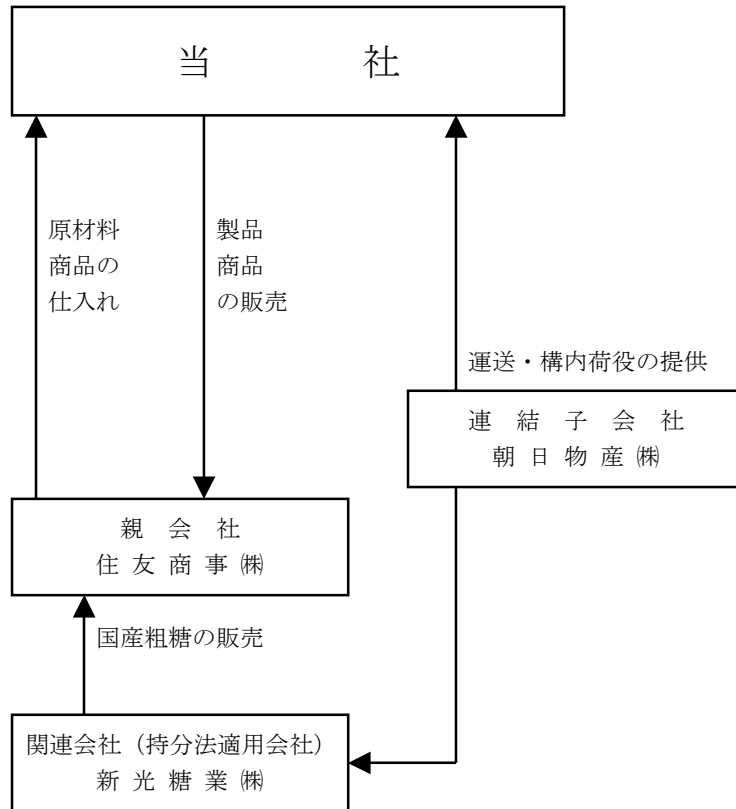 当 社
原材料
商品の
仕入れ
製品
商品
の販売
運送・構内荷役の提供
連結子会社
朝日物産㈱
親会社
住友商事㈱
国産粗糖の販売
関連会社（持分法適用会社）
新光糖業㈱